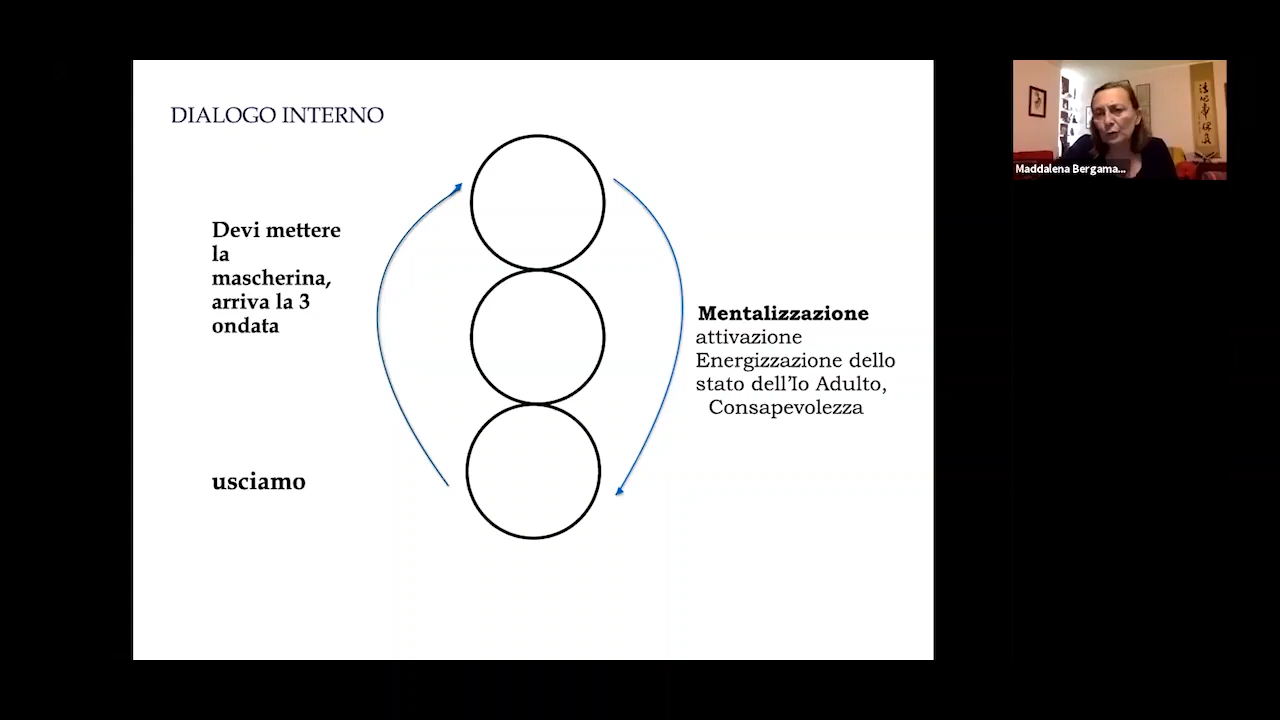 DIALOGO INTERNO
Devi mettere
la
mascherina,
arriva la 3
ondata
usciamo
Mentalizzazione
attivazione
Energizzazione dello
stato dell'Io Adulto,
Consapevolezza
Maddalena Bergama...